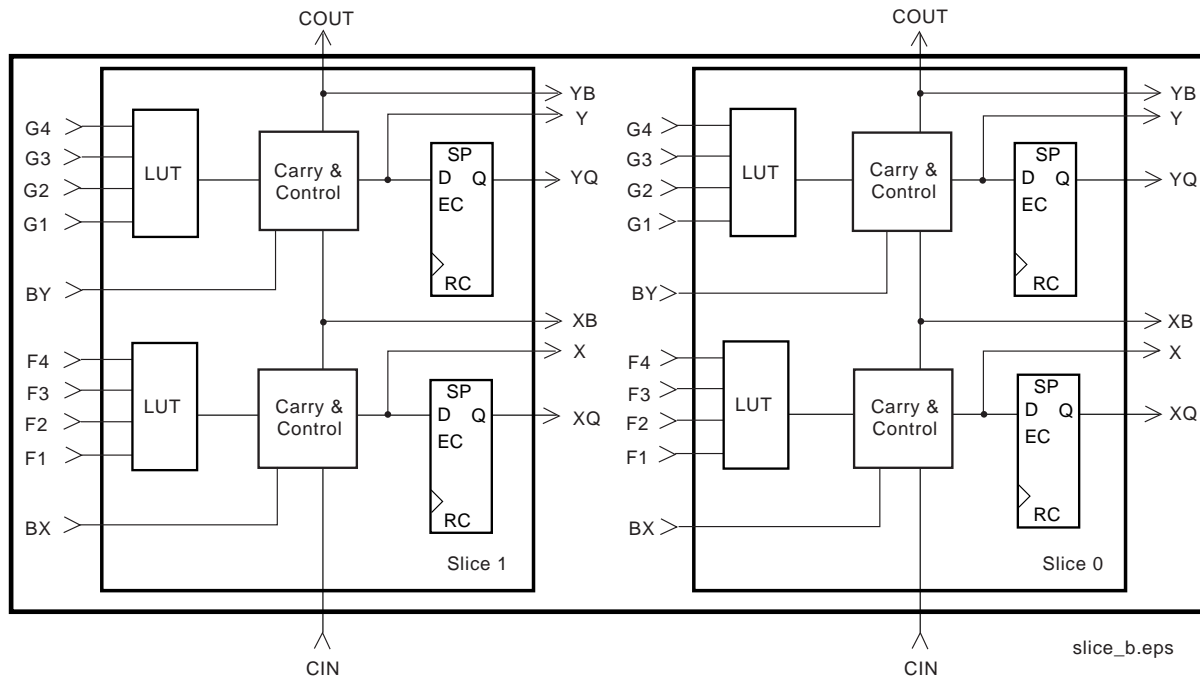 COUT
COUT
YB
Y
G4
G3
G2
G1
LUT
Carry &
Control
SP
D Q
EC
RC
YQ
BY
XB
X
F4
F3
F2
F1
LUT
Carry &
Control
SP
D Q
EC
RC
XQ
BX
Slice 1
CIN
YB
Y
G4
G3
G2
G1
LUT
Carry &
Control
SP
D Q
EC
RC
YQ
BY
XB
X
F4
F3
F2
F1
LUT
Carry &
Control
SP
D Q
EC
RC
XQ
BX
Slice 0
CIN
slice_b.eps